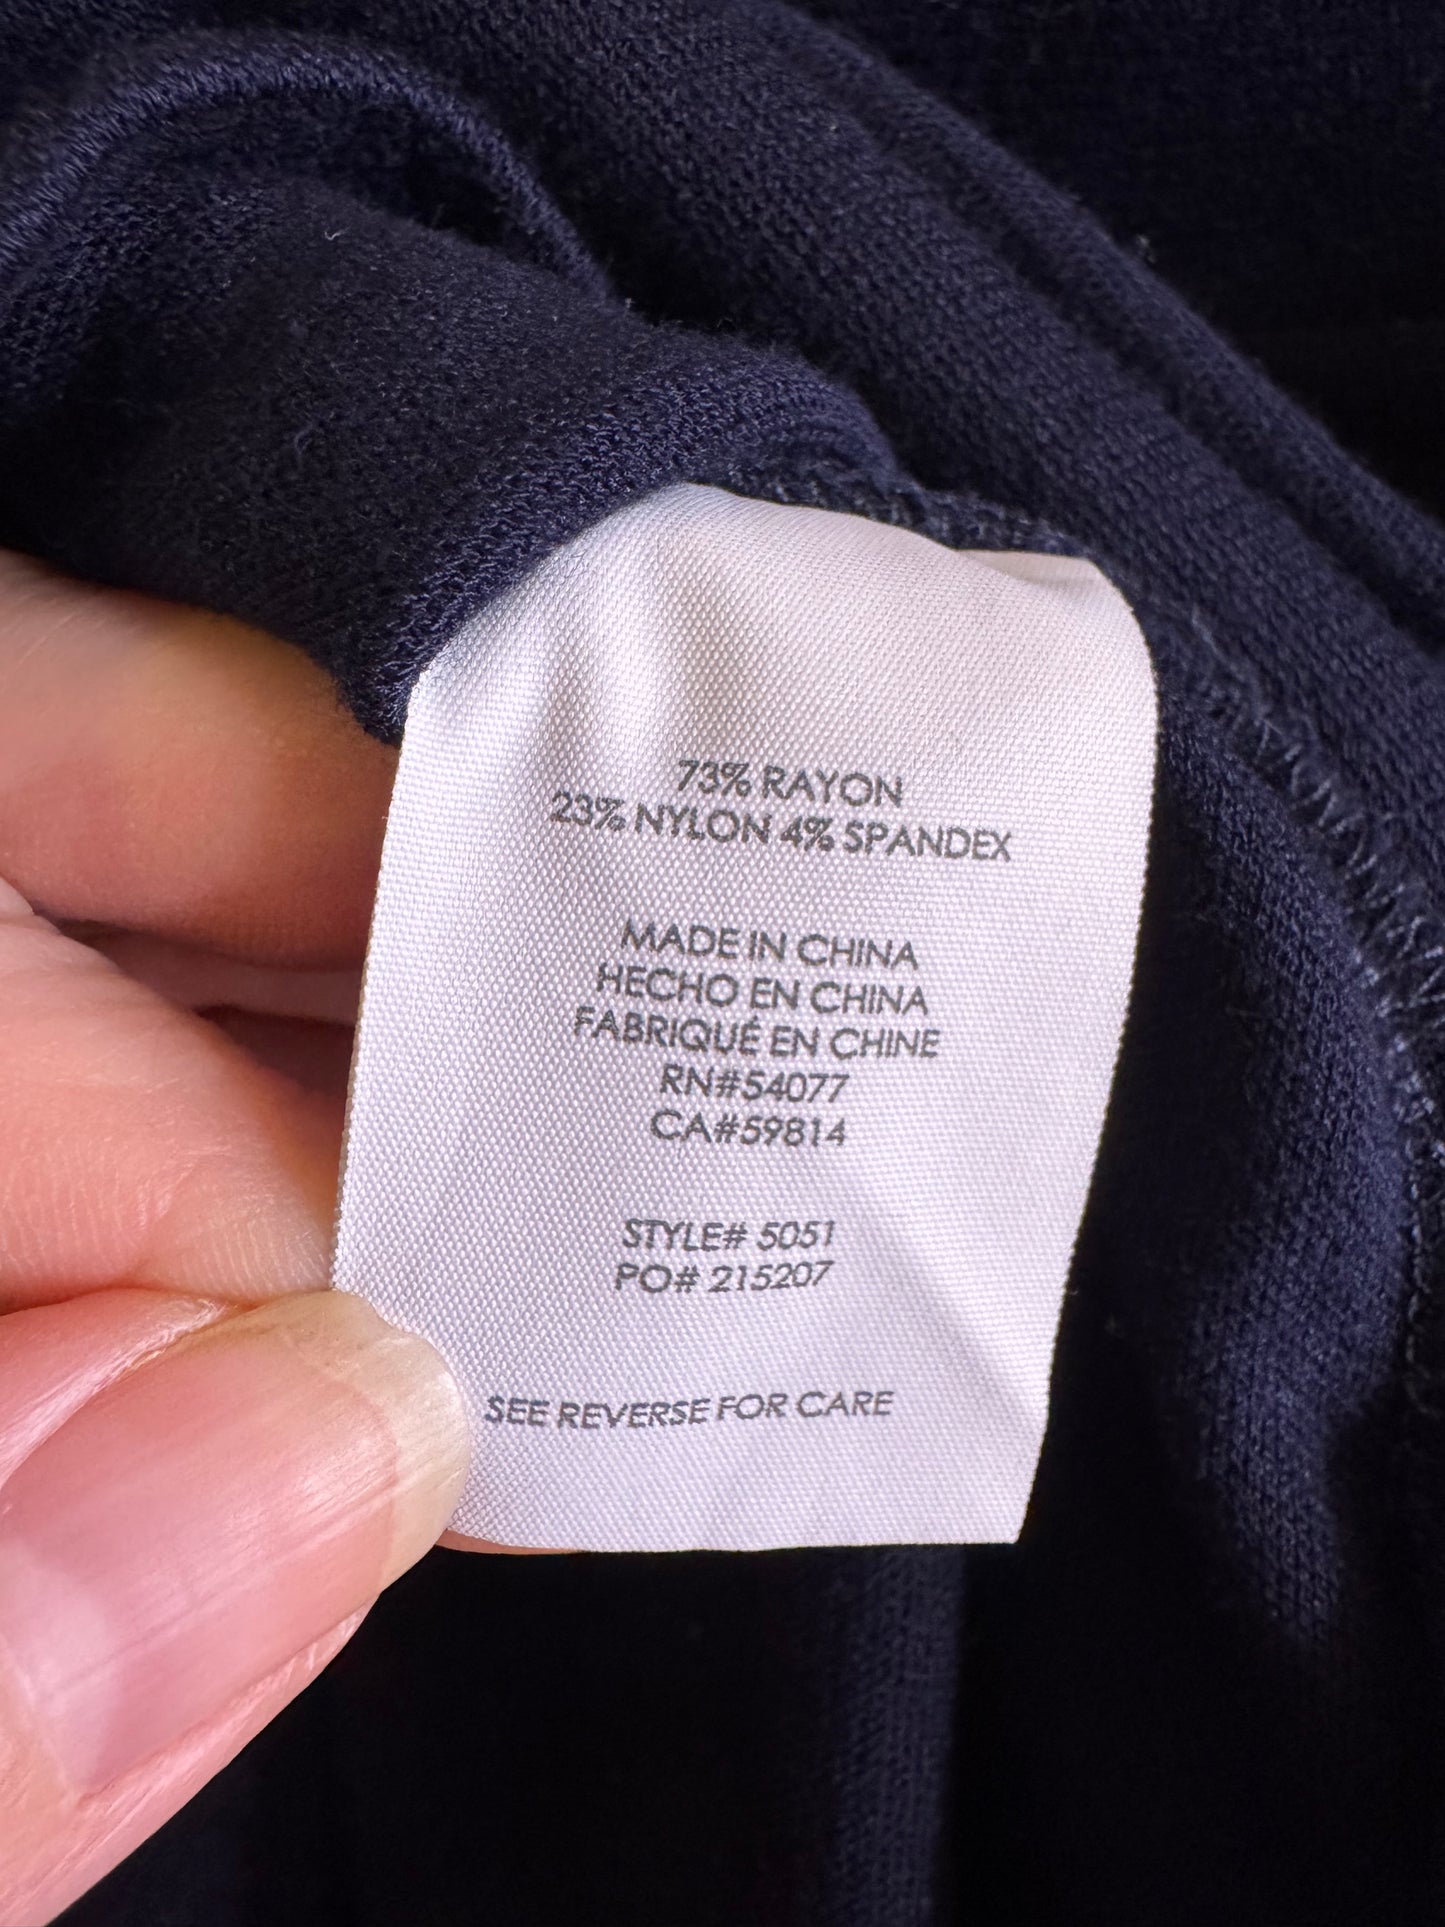 73% RAYON
23% NYLON 4% SPANDEX
MADE IN CHINA
HECHO EN CHINA
FABRIQUÉ EN CHINE
RN#54077
CA#59814
STYLE# 5051
PO# 215207
SEE REVERSE FOR CARE